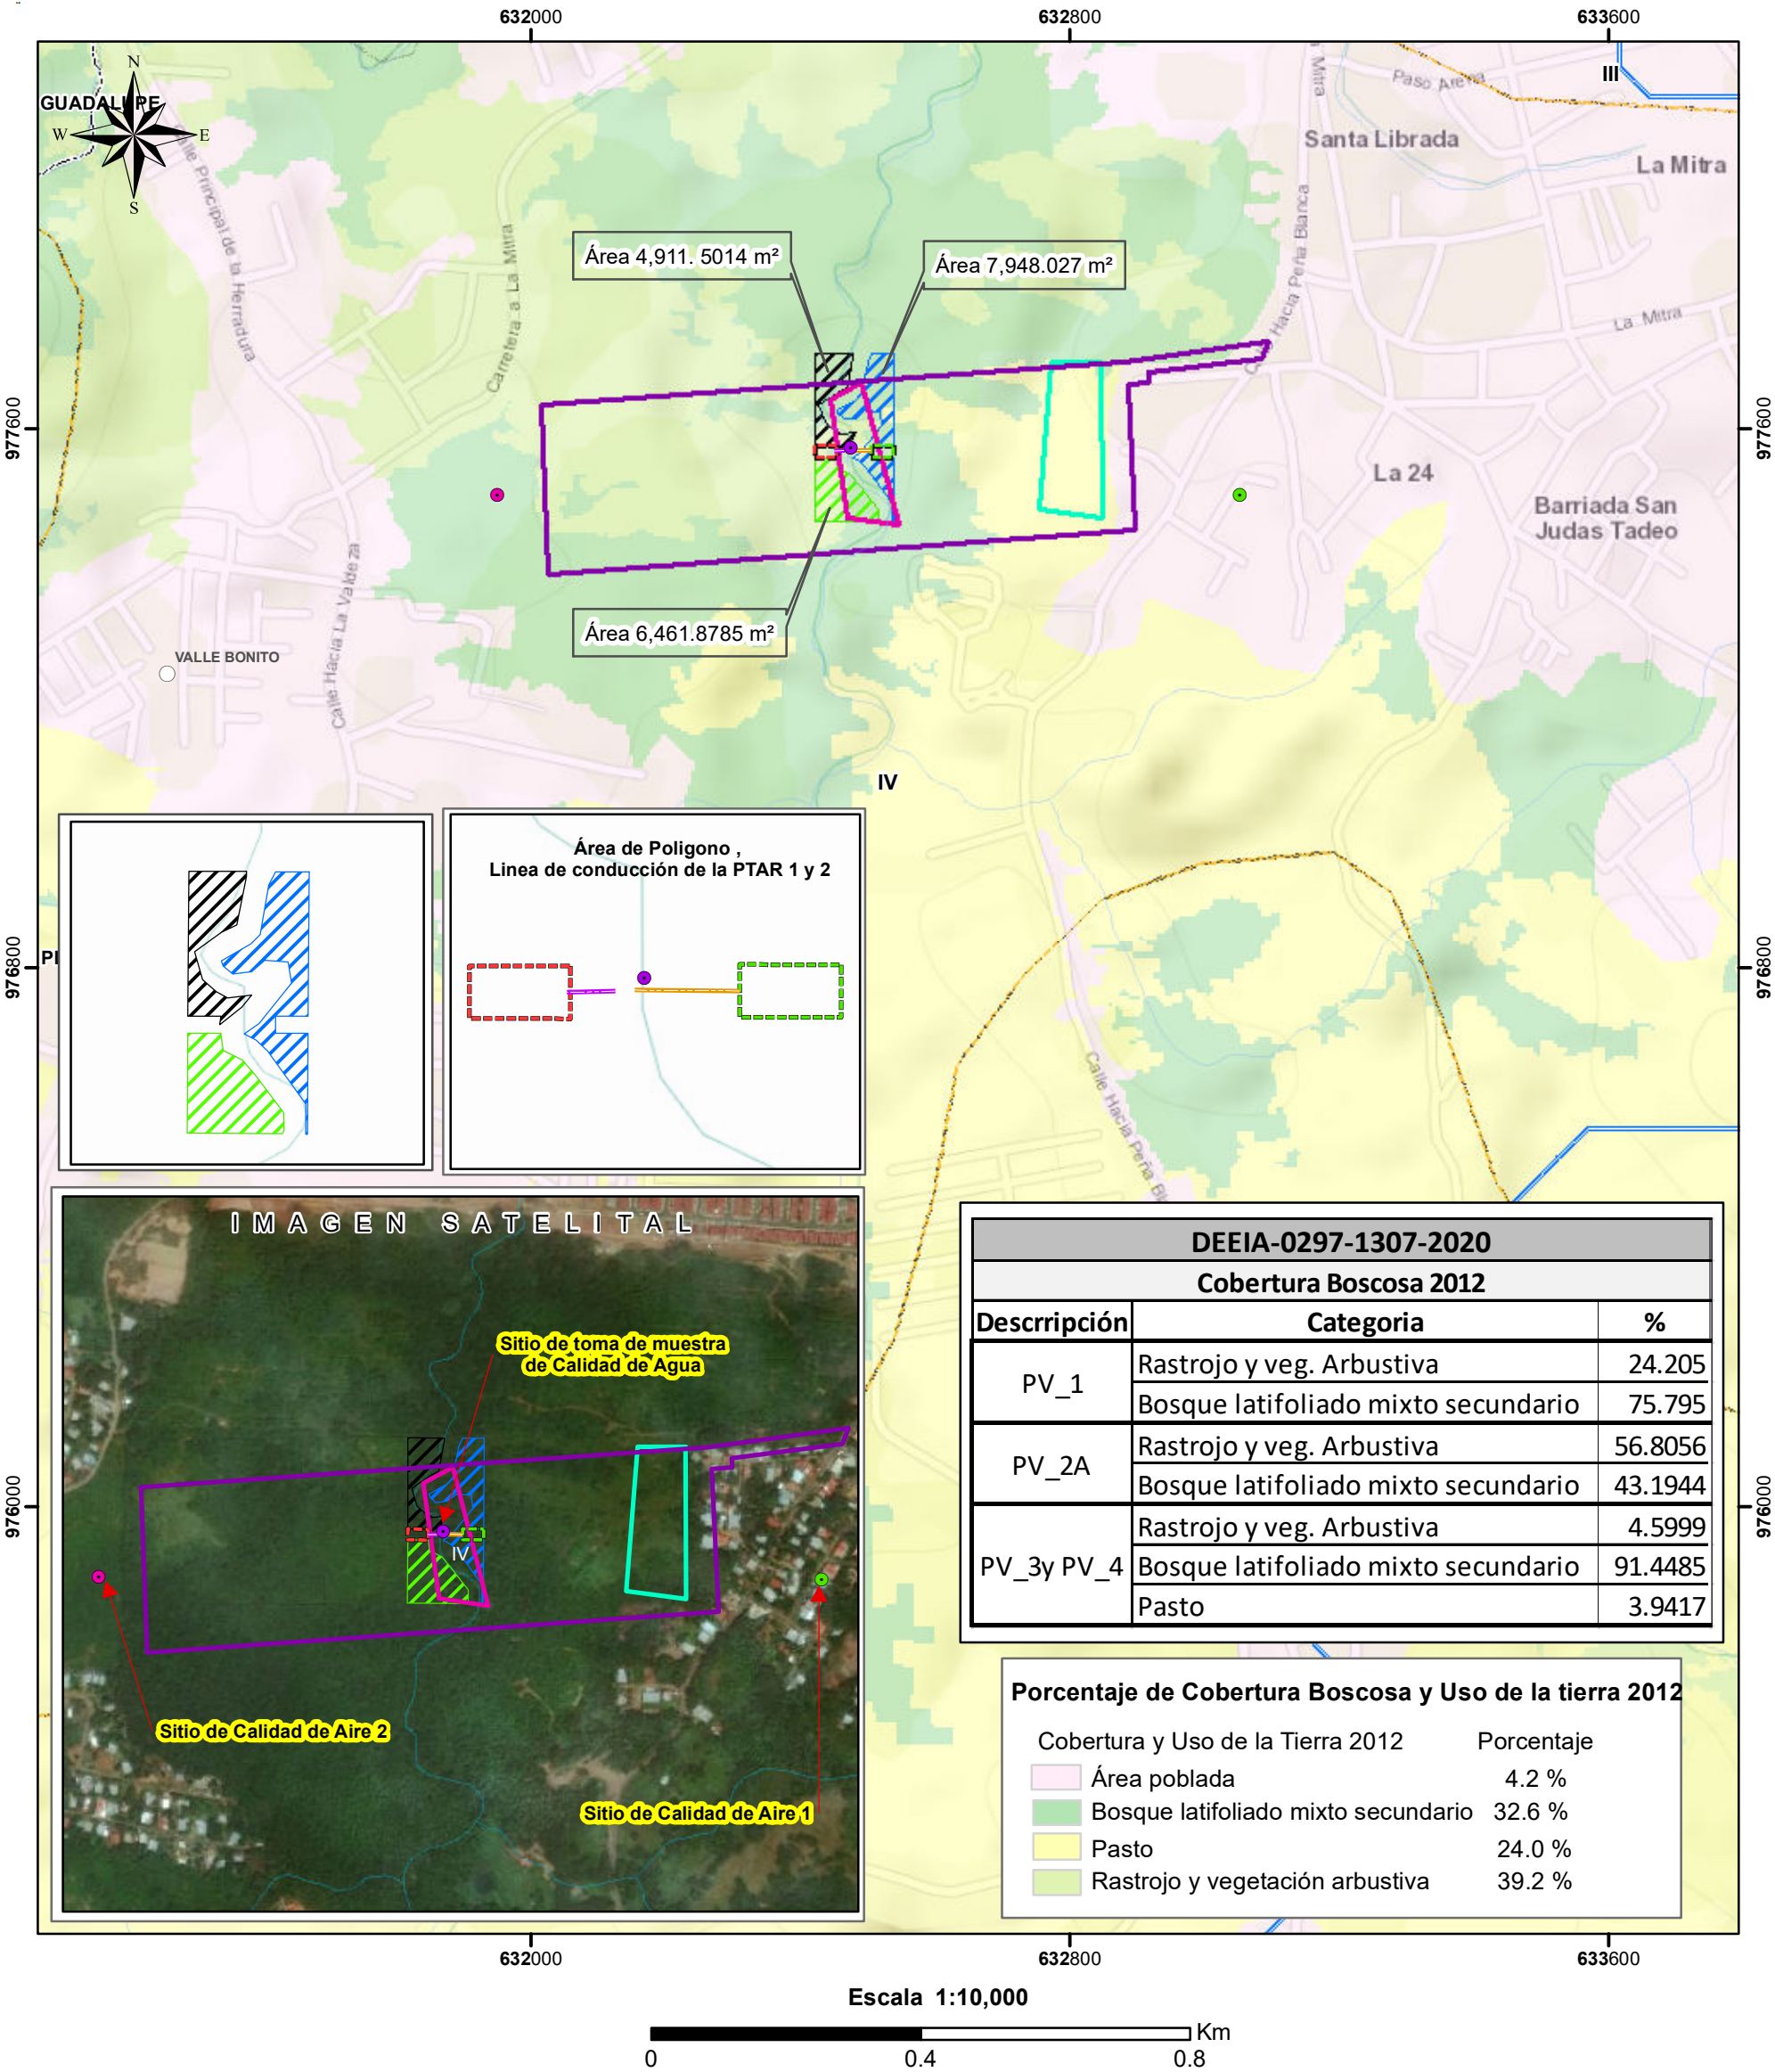 632000 632800 633600
GUADALUPE
N
W E
S
III
Paso Arena
Mitra
Santa Librada
La Mitra
Calle Principal de la Herradura
Carretera a La Mitra
Hacia Peña Blanca
Área 4,911. 5014 m²
Área 7,948.027 m²
La Mitra
977600 977600
La 24
Barriada San
Judas Tadeo
Calle Hacia La Valdeza
Área 6,461.8785 m²
VALLE BONITO
IV
Área de Poligono ,
Linea de conducción de la PTAR 1 y 2
976800 976800
PI
Calle Hacia Peña Bl
IMAGEN SATELITAL
Sitio de toma de muestra
de Calidad de Agua
IV
Sitio de Calidad de Aire 2
Sitio de Calidad de Aire 1
976000 976000
DEEIA-0297-1307-2020
Cobertura Boscosa 2012
Descrripción Categoria %
PV_1
Rastrojo y veg. Arbustiva 24.205
Bosque latifoliado mixto secundario 75.795
PV_2A
Rastrojo y veg. Arbustiva 56.8056
Bosque latifoliado mixto secundario 43.1944
PV_3y PV_4
Rastrojo y veg. Arbustiva 4.5999
Bosque latifoliado mixto secundario 91.4485
Pasto 3.9417
Porcentaje de Cobertura Boscosa y Uso de la tierra 2012
Cobertura y Uso de la Tierra 2012 Porcentaje
Área poblada 4.2 %
Bosque latifoliado mixto secundario 32.6 %
Pasto 24.0 %
Rastrojo y vegetación arbustiva 39.2 %
632000 632800 633600
Escala 1:10,000
Km
0 0.4 0.8